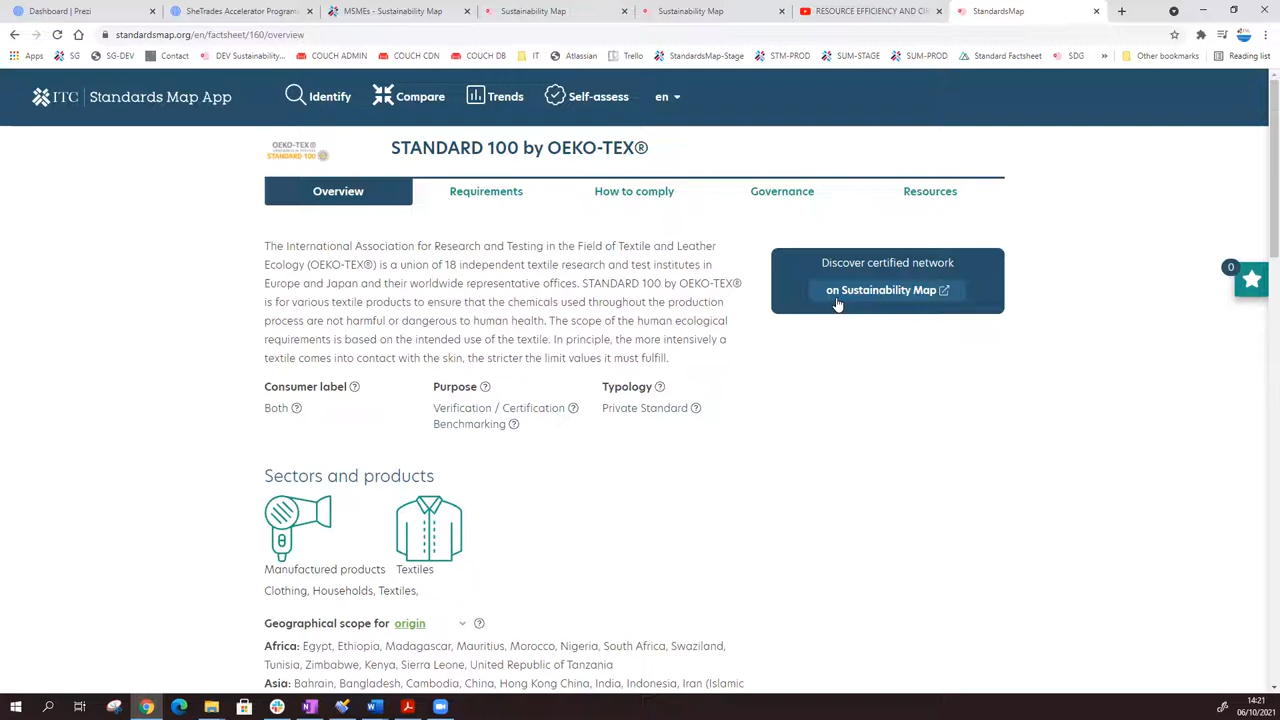 Dashboard | Prezi
SheTrades Accelerator Program
MSMEs - Sustainability Map
Sustainability Map
Sustainability Map
RESOURCE EFFICIENCY AND CIR
StandardsMap
standardsmap.org/en/factsheet/160/overview
Apps
SG
SG-DEV
Contact
DEV Sustainability...
COUCH ADMIN
COUCH CDN
COUCH DB
IT
Atlassian
Trello
StandardsMap-Stage
STM-PROD
SUM-STAGE
SUM-PROD
Standard Factsheet
SDG
Other bookmarks
Reading list
ITC | Standards Map App
Identify
Compare
Trends
Self-assess
en
OEKO-TEX®
STANDARD 100
STANDARD 100 by OEKO-TEX®
Overview
Requirements
How to comply
Governance
Resources
The International Association for Research and Testing in the Field of Textile and Leather
Ecology (OEKO-TEX®) is a union of 18 independent textile research and test institutes in
Europe and Japan and their worldwide representative offices. STANDARD 100 by OEKO-TEX®
is for various textile products to ensure that the chemicals used throughout the production
process are not harmful or dangerous to human health. The scope of the human ecological
requirements is based on the intended use of the textile. In principle, the more intensively a
textile comes into contact with the skin, the stricter the limit values it must fulfill.
Discover certified network
on Sustainability Map
0
Consumer label
Purpose
Typology
Both
Verification / Certification
Private Standard
Benchmarking
Sectors and products
Manufactured products
Textiles
Clothing, Households, Textiles,
Geographical scope for origin
Africa: Egypt, Ethiopia, Madagascar, Mauritius, Morocco, Nigeria, South Africa, Swaziland,
Tunisia, Zimbabwe, Kenya, Sierra Leone, United Republic of Tanzania
Asia: Bahrain, Bangladesh, Cambodia, China, Hong Kong China, India, Indonesia, Iran (Islamic
14:21
06/10/2021